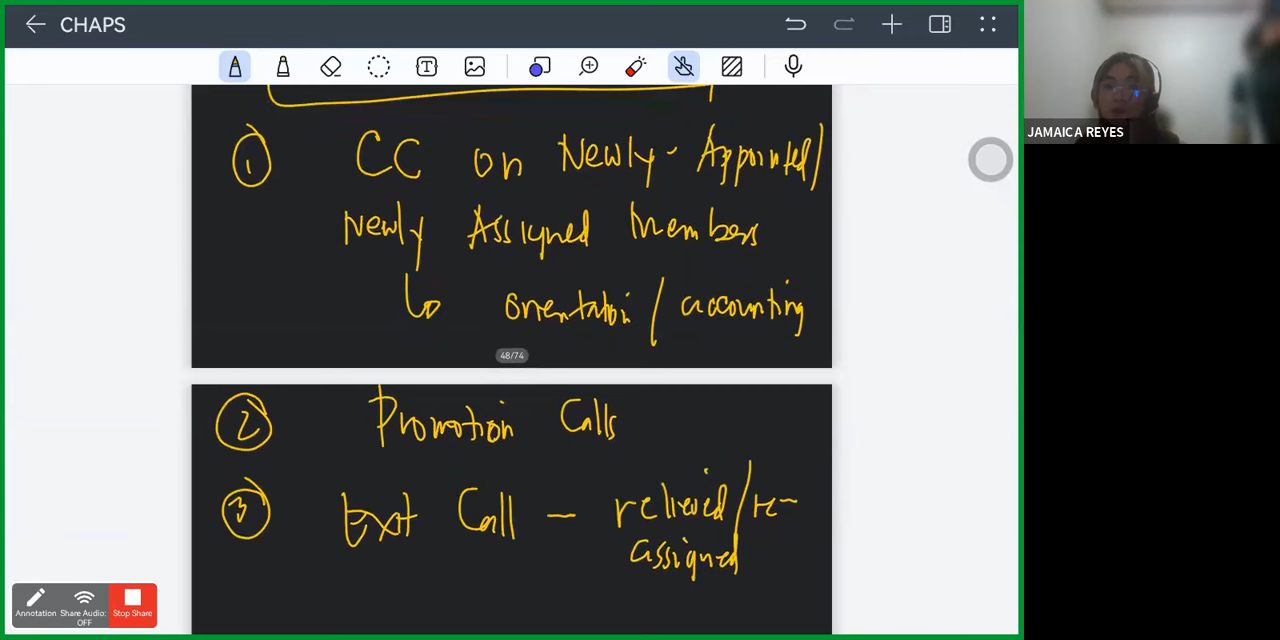 CHAPS
JAMAICA REYES
① CC on Newly-Appointed/
Newly Assigned Members
↳ orientation / accounting
48/74
② Promotion Calls
③ Exit Call - relieved/re-
assigned
Annotation
Share Audio: OFF
Stop Share